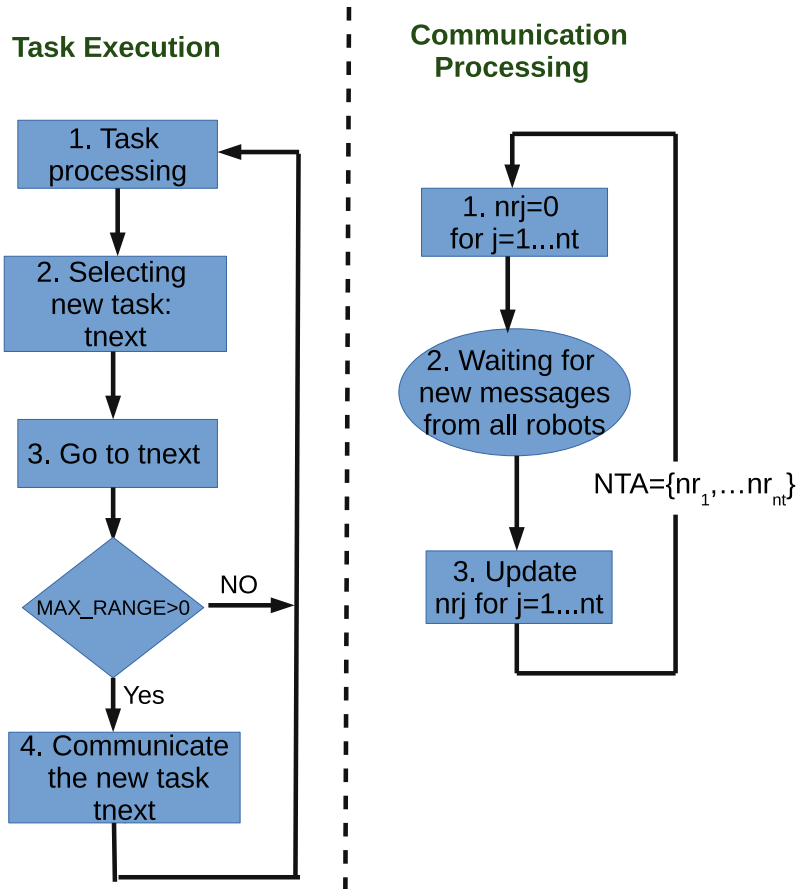 Task Execution
1. Task
processing
2. Selecting
new task:
tnext
3. Go to tnext
MAX_RANGE>0
NO
Yes
4. Communicate
the new task
tnext
Communication
Processing
1. nrj=0
for j=1...nt
2. Waiting for
new messages
from all robots
NTA={nr1,...nrnt}
3. Update
nrj for j=1...nt